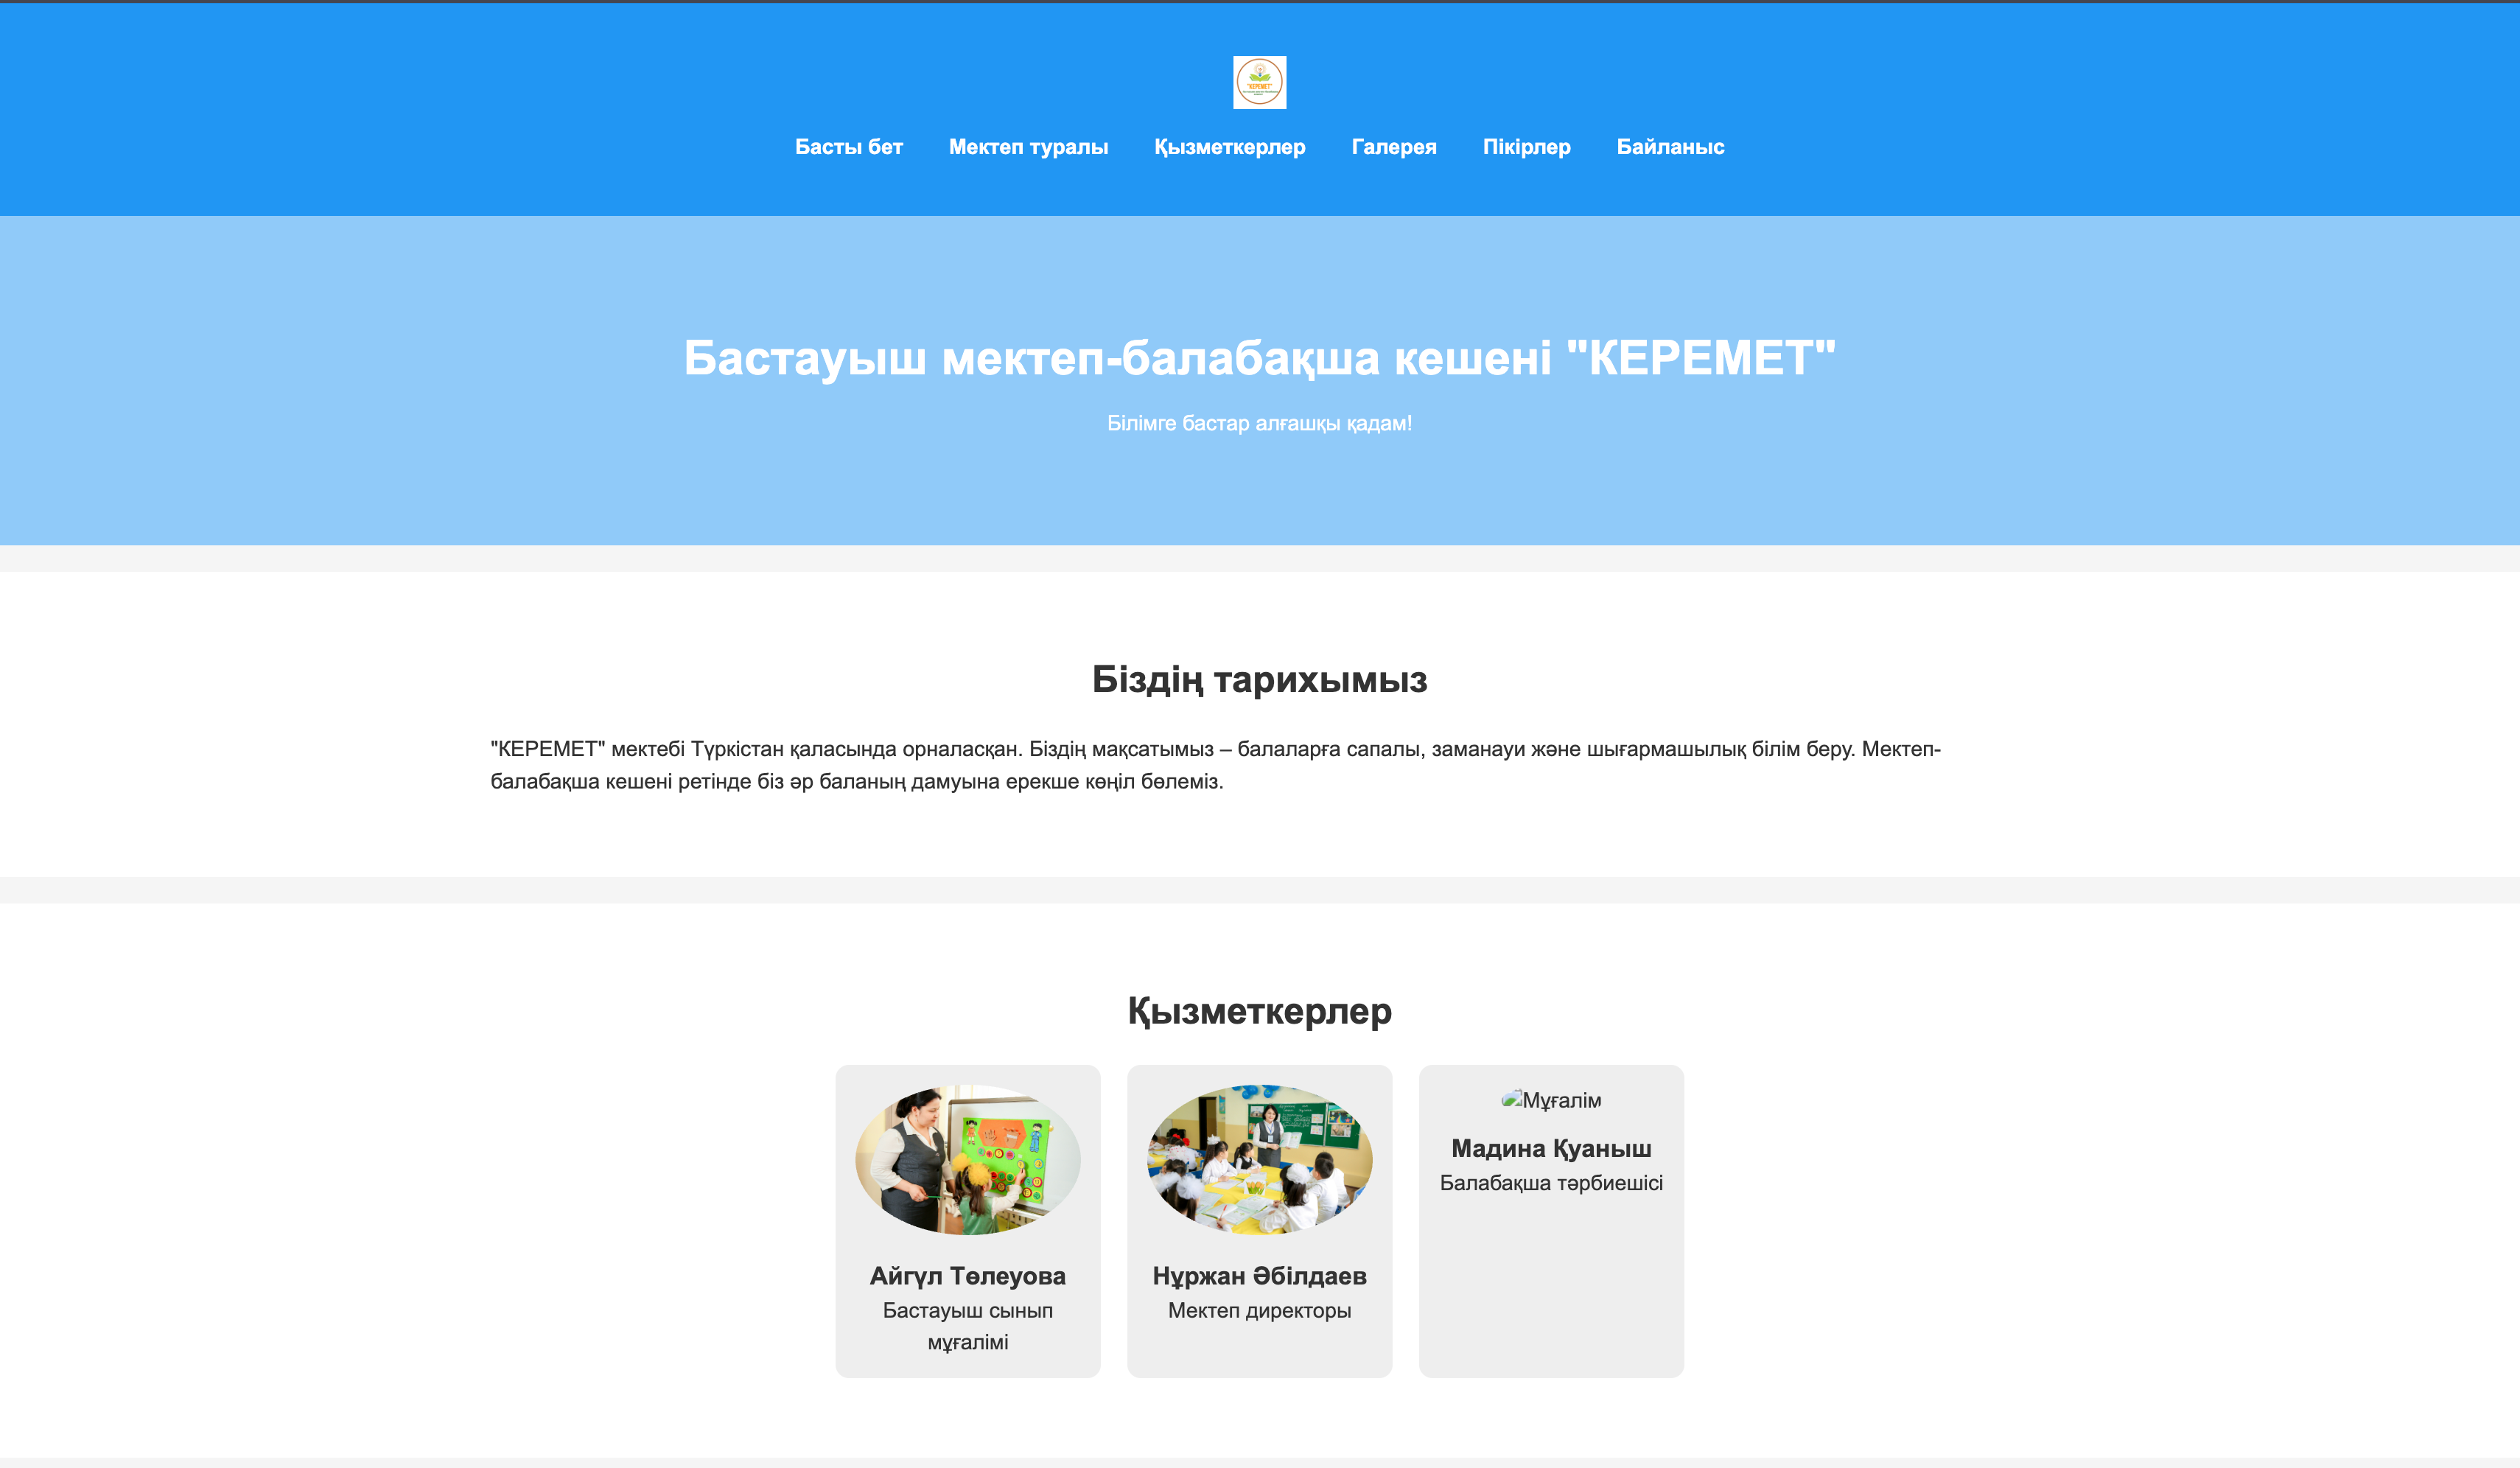 "КЕРЕМЕТ"
Басты бет Мектеп туралы Қызметкерлер Галерея Пікірлер Байланыс
Бастауыш мектеп-балабақша кешені "КЕРЕМЕТ"
Білімге бастар алғашқы қадам!
Біздің тарихымыз
"КЕРЕМЕТ" мектебі Түркістан қаласында орналасқан. Біздің мақсатымыз – балаларға сапалы, заманауи және шығармашылық білім беру. Мектеп-
балабақша кешені ретінде біз әр баланың дамуына ерекше көңіл бөлеміз.
Қызметкерлер
Айгүл Төлеуова
Бастауыш сынып
мұғалімі
Нұржан Әбілдаев
Мектеп директоры
Мұғалім
Мадина Қуаныш
Балабақша тәрбиешісі